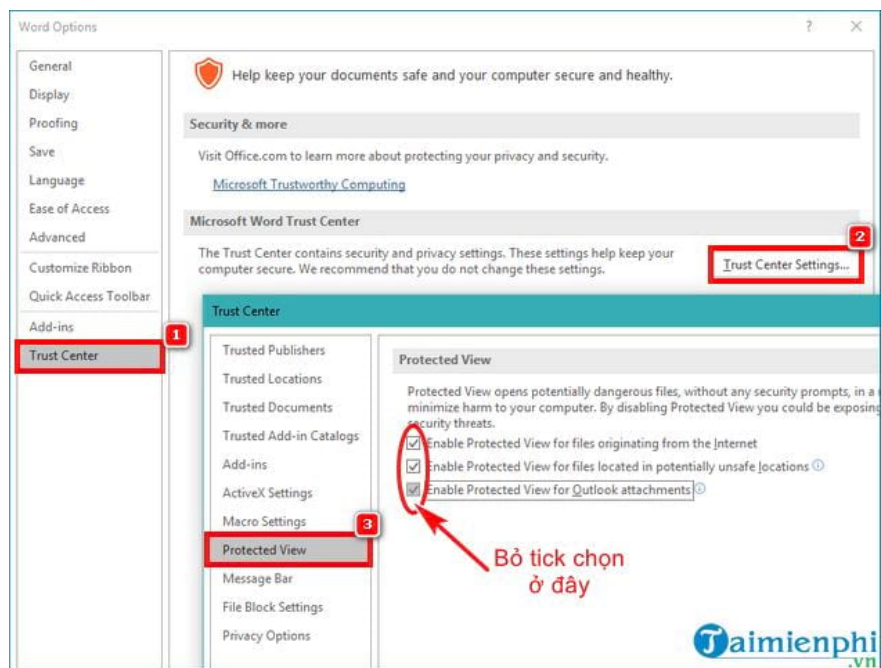 Word Options
General
Display
Proofing
Save
Language
Ease of Access
Advanced
Customize Ribbon
Quick Access Toolbar
Add-ins
Trust Center
1
Help keep your documents safe and your computer secure and healthy.
Security & more
Visit Office.com to learn more about protecting your privacy and security.
Microsoft Trustworthy Computing
Microsoft Word Trust Center
2
The Trust Center contains security and privacy settings. These settings help keep your
computer secure. We recommend that you do not change these settings.
Trust Center Settings...
Trust Center
Trusted Publishers
Trusted Locations
Trusted Documents
Trusted Add-in Catalogs
Add-ins
ActiveX Settings
Macro Settings
3
Protected View
Message Bar
File Block Settings
Privacy Options
Protected View
Protected View opens potentially dangerous files, without any security prompts, in a
minimize harm to your computer. By disabling Protected View you could be exposing
security threats.
Enable Protected View for files originating from the Internet
Enable Protected View for files located in potentially unsafe locations
Enable Protected View for Outlook attachments
Bỏ tick chọn
ở đây
Taimienphi
.vn